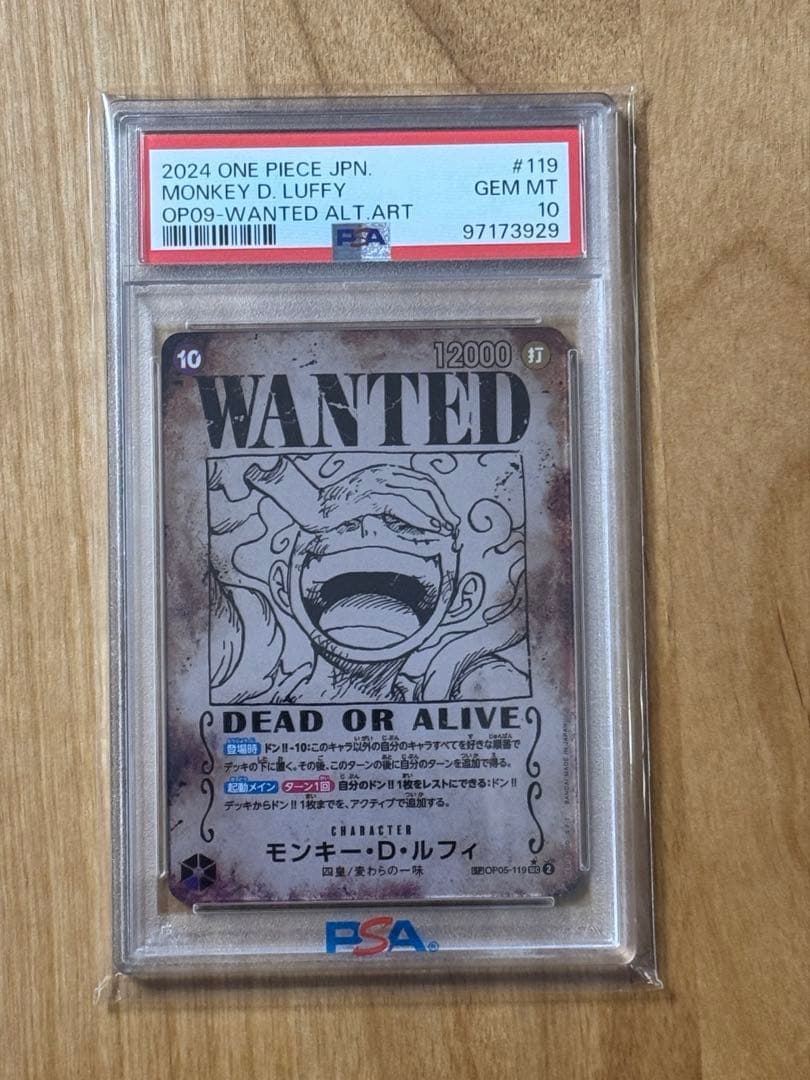 2024 ONE PIECE JPN. #119
MONKEY D. LUFFY GEM MT
OP09-WANTED ALT.ART 10
PSA 97173929
10 12000 打
WANTED
DEAD OR ALIVE
登場時 ドン!!-10:このキャラ以外の自分のキャラすべてを好きな順番で
デッキの下に置く。その後、このターンの後に自分のターンを追加で得る。
起動メイン ターン1回 自分のドン!!1枚をレストにできる:ドン!!
デッキからドン!!1枚までを、アクティブで追加する。
CHARACTER
モンキー・D・ルフィ
四皇/麦わらの一味
SP OP05-119 SEC 2
BANDAI MADE IN JAPAN
PSA